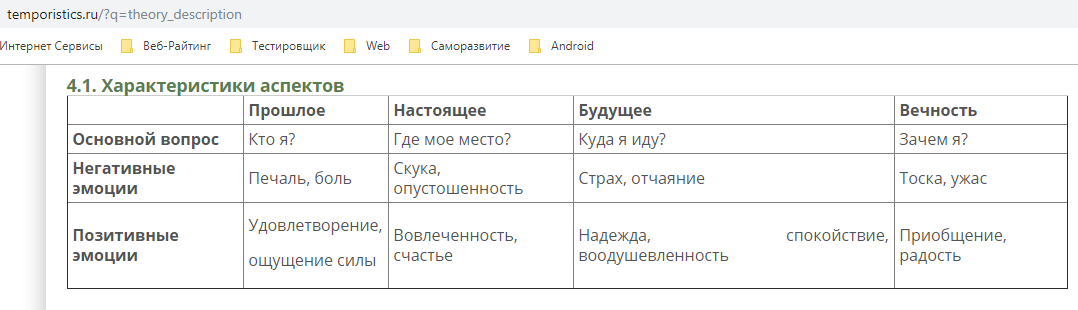 temporistics.ru/?q=theory_description
Интернет Сервисы Веб-Райтинг Тестировщик Web Саморазвитие Android
4.1. Характеристики аспектов
Прошлое Настоящее Будущее Вечность
Основной вопрос Кто я? Где мое место? Куда я иду? Зачем я?
Негативные эмоции Печаль, боль Скука, опустошенность Страх, отчаяние Тоска, ужас
Позитивные эмоции Удовлетворение, ощущение силы Вовлеченность, счастье Надежда, спокойствие, воодушевленность Приобщение, радость